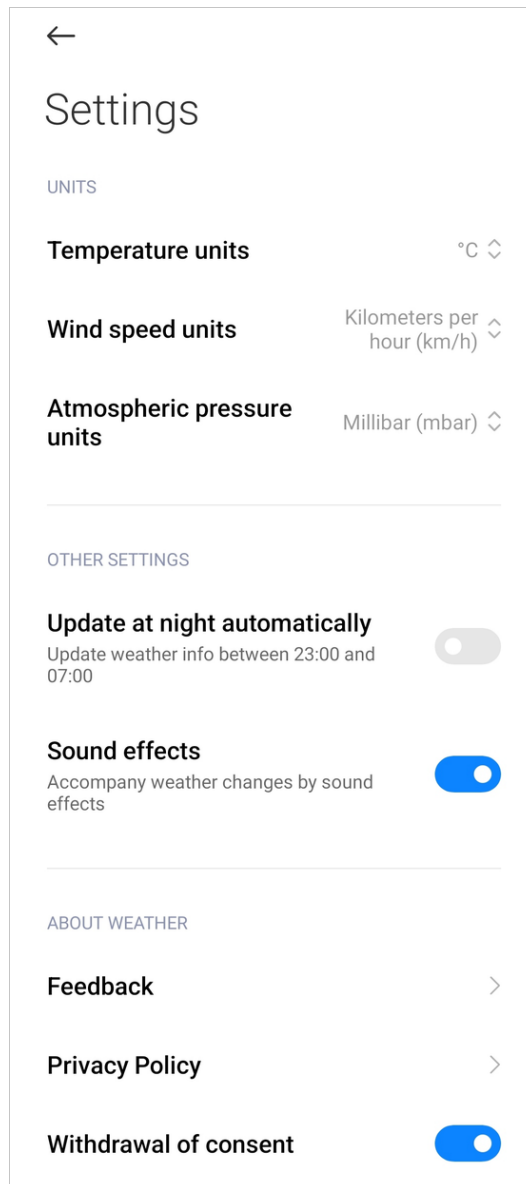 Settings
UNITS
Temperature units
°C
Wind speed units
Kilometers per
hour (km/h)
Atmospheric pressure
units
Millibar (mbar)
OTHER SETTINGS
Update at night automatically
Update weather info between 23:00 and
07:00
Sound effects
Accompany weather changes by sound
effects
ABOUT WEATHER
Feedback
Privacy Policy
Withdrawal of consent